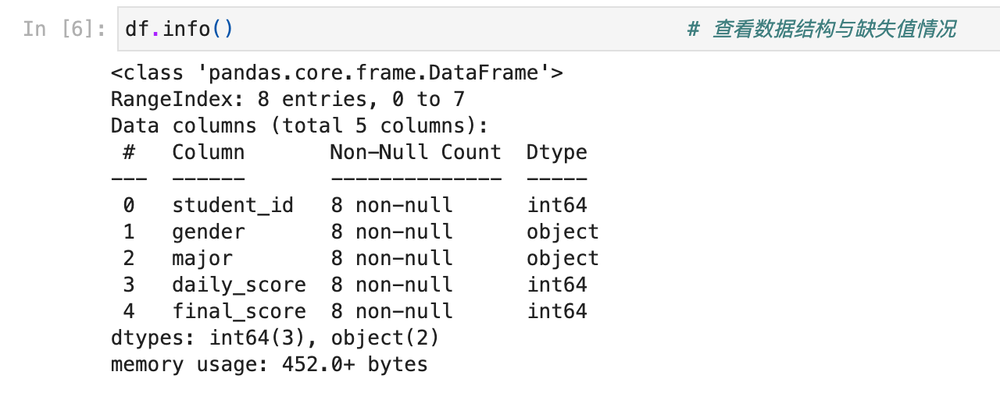 In [6]: df.info() # 查看数据结构与缺失值情况
<class 'pandas.core.frame.DataFrame'>
RangeIndex: 8 entries, 0 to 7
Data columns (total 5 columns):
 #   Column       Non-Null Count  Dtype
---  ------       --------------  -----
 0   student_id   8 non-null      int64
 1   gender       8 non-null      object
 2   major        8 non-null      object
 3   daily_score  8 non-null      int64
 4   final_score  8 non-null      int64
dtypes: int64(3), object(2)
memory usage: 452.0+ bytes